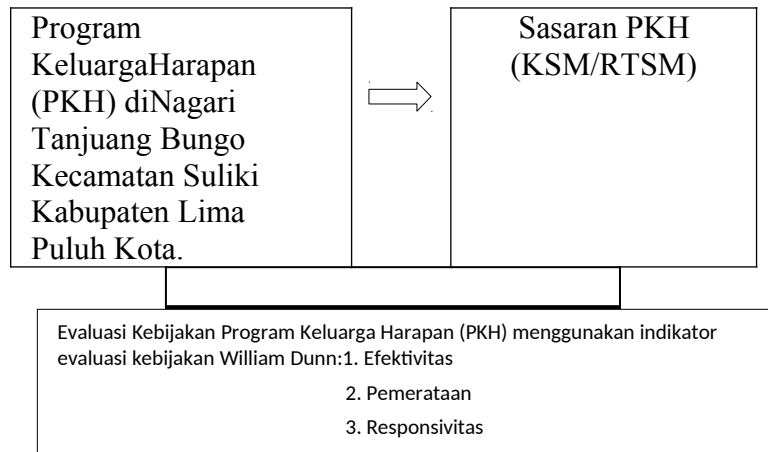 Program
KeluargaHarapan
(PKH) diNagari
Tanjuang Bungo
Kecamatan Suliki
Kabupaten Lima
Puluh Kota.
Sasaran PKH
(KSM/RTSM)
Evaluasi Kebijakan Program Keluarga Harapan (PKH) menggunakan indikator
evaluasi kebijakan William Dunn:1. Efektivitas
2. Pemerataan
3. Responsivitas